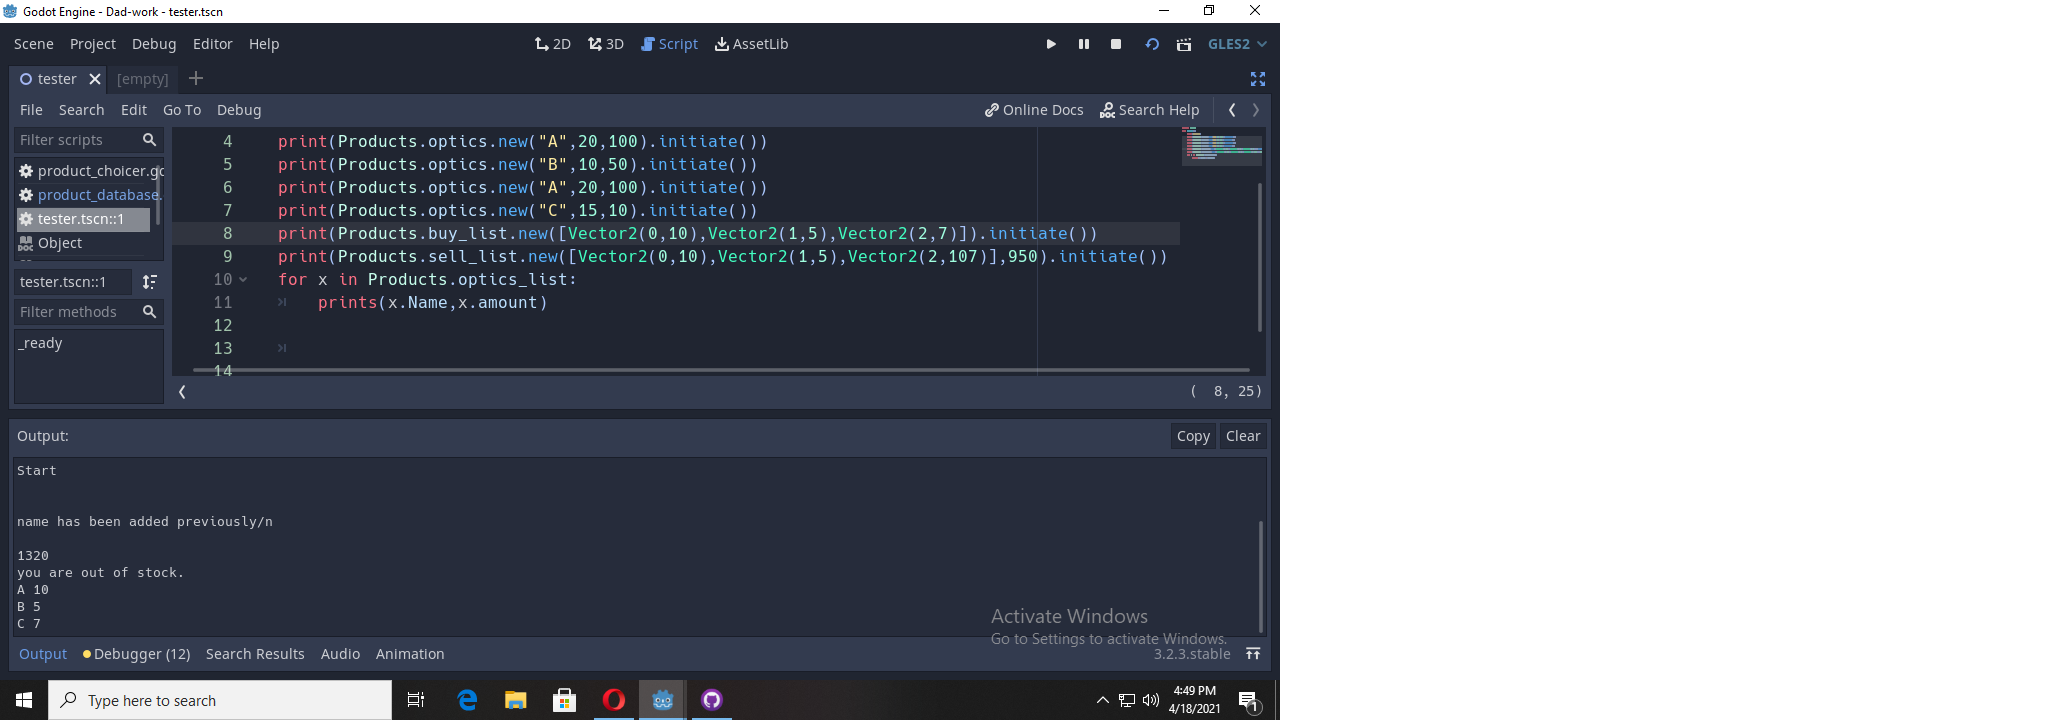 Godot Engine - Dad-work - tester.tscn
Scene Project Debug Editor Help 2D 3D Script AssetLib GLES2
tester [empty]
File Search Edit Go To Debug Online Docs Search Help
Filter scripts
product_choicer.gd
product_database.
tester.tscn::1
Object
tester.tscn::1
Filter methods
_ready
4 print(Products.optics.new("A",20,100).initiate())
5 print(Products.optics.new("B",10,50).initiate())
6 print(Products.optics.new("A",20,100).initiate())
7 print(Products.optics.new("C",15,10).initiate())
8 print(Products.buy_list.new([Vector2(0,10),Vector2(1,5),Vector2(2,7)]).initiate())
9 print(Products.sell_list.new([Vector2(0,10),Vector2(1,5),Vector2(2,107)],950).initiate())
10 for x in Products.optics_list:
11 prints(x.Name,x.amount)
12
13
14
( 8, 25)
Output: Copy Clear
Start
name has been added previously/n
1320
you are out of stock.
A 10
B 5
C 7
Activate Windows
Go to Settings to activate Windows.
Output Debugger (12) Search Results Audio Animation 3.2.3.stable
Type here to search
4:49 PM
4/18/2021
1